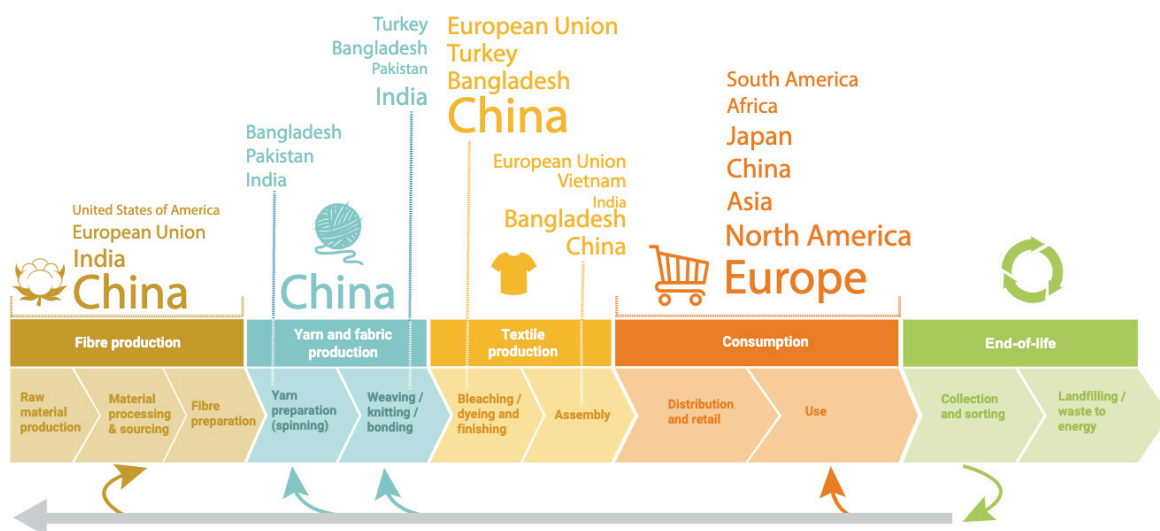 Turkey
Bangladesh
Pakistan
India
European Union
Turkey
Bangladesh
China
South America
Africa
Japan
China
Asia
North America
Europe
Bangladesh
Pakistan
India
European Union
Vietnam
India
Bangladesh
China
United States of America
European Union
India
China
China
Fibre production
Yarn and fabric
production
Textile
production
Consumption
End-of-life
Raw
material
production
Material
processing
& sourcing
Fibre
preparation
Yarn
preparation
(spinning)
Weaving /
knitting /
bonding
Bleaching /
dyeing and
finishing
Assembly
Distribution
and retail
Use
Collection
and sorting
Landfilling /
waste to
energy